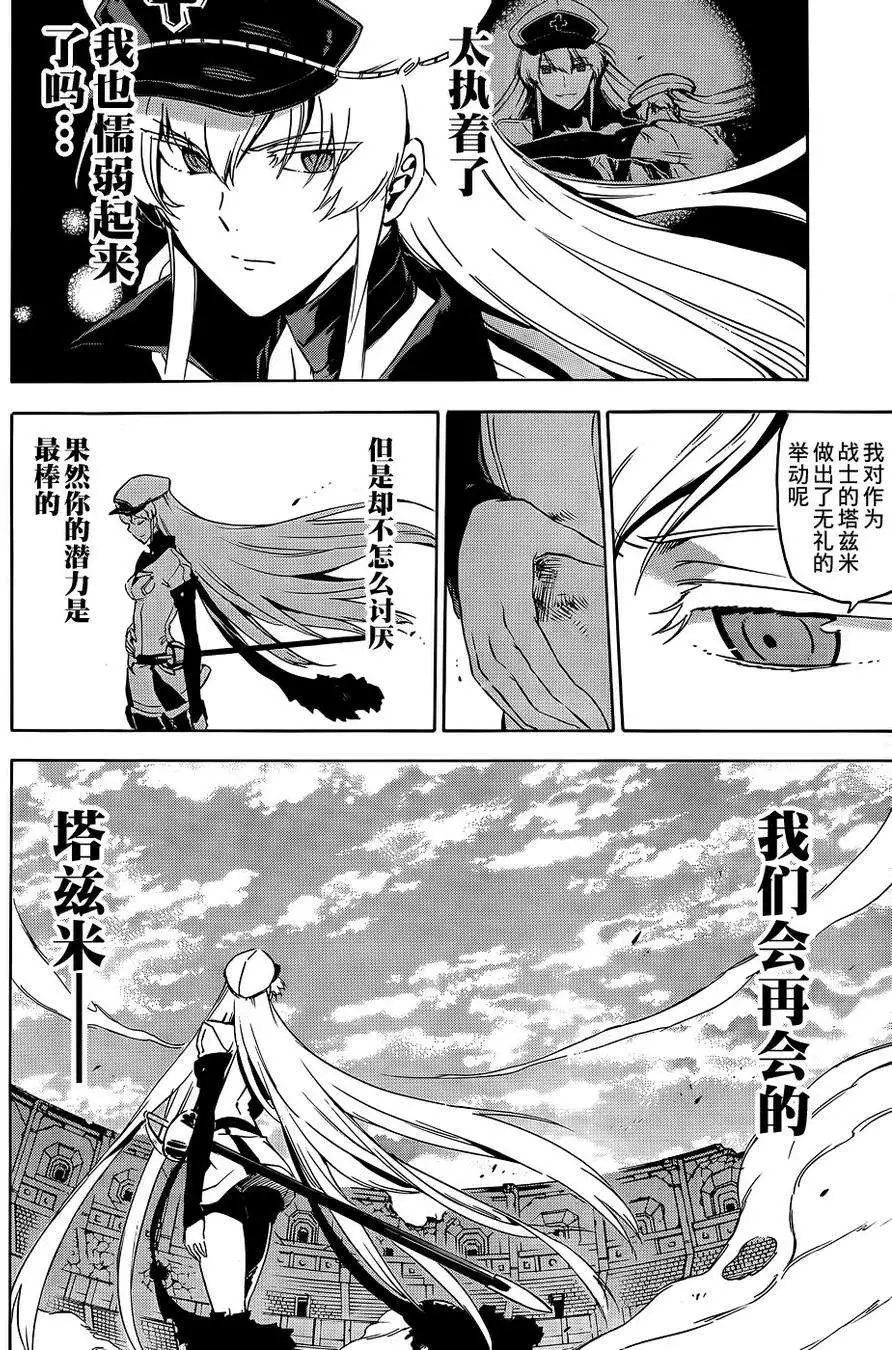 太执着了
我也懦弱起来
了吗…
我对作为
战士的塔兹米
做出了无礼的
举动呢
但是却不怎么讨厌
果然你的潜力是
最棒的
我们会再会的
塔兹米——